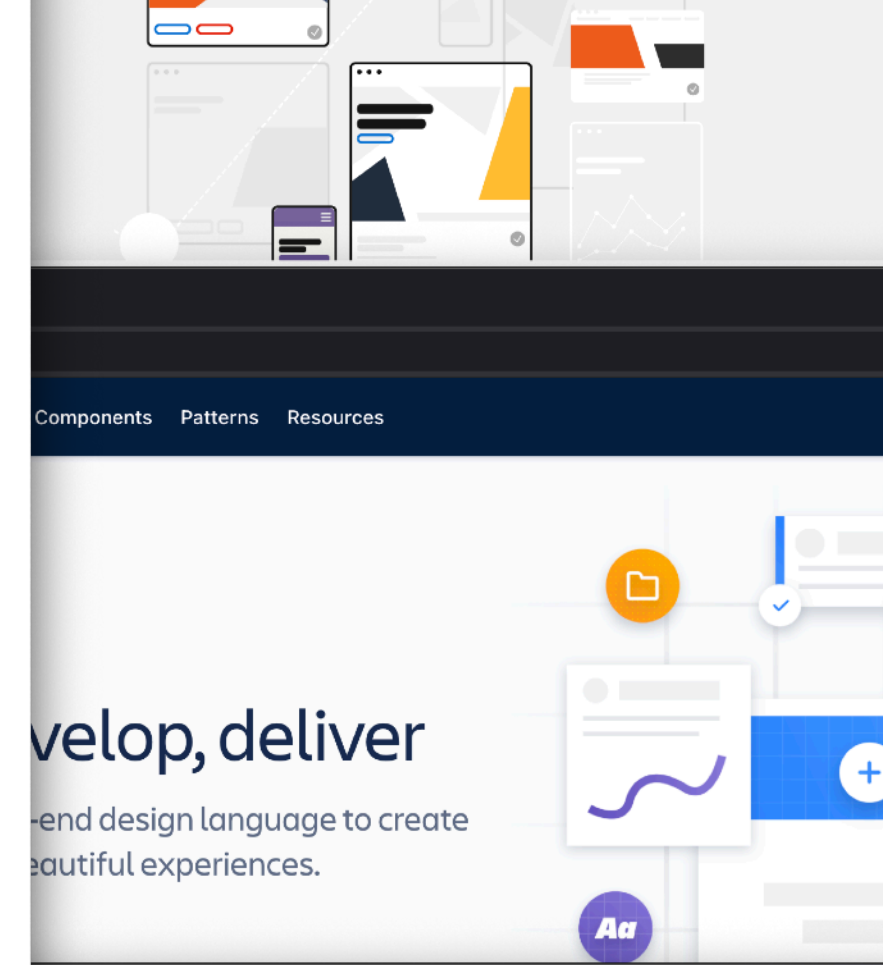 Components Patterns Resources
velop, deliver
-end design language to create
eautiful experiences.
Aa